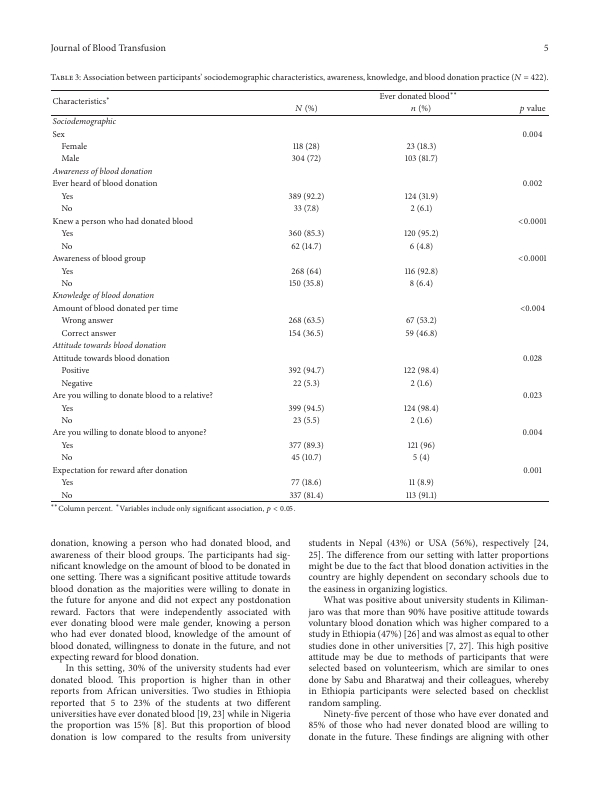 Journal of Blood Transfusion 5
Table 3: Association between participants' sociodemographic characteristics, awareness, knowledge, and blood donation practice (N = 422).
Characteristics* Ever donated blood**
N (%) n (%) p value
Sociodemographic
Sex 0.004
Female 118 (28) 23 (18.3)
Male 304 (72) 103 (81.7)
Awareness of blood donation
Ever heard of blood donation 0.002
Yes 389 (92.2) 124 (31.9)
No 33 (7.8) 2 (6.1)
Knew a person who had donated blood <0.0001
Yes 360 (85.3) 120 (95.2)
No 62 (14.7) 6 (4.8)
Awareness of blood group <0.0001
Yes 268 (64) 116 (92.8)
No 150 (35.8) 8 (6.4)
Knowledge of blood donation
Amount of blood donated per time <0.004
Wrong answer 268 (63.5) 67 (53.2)
Correct answer 154 (36.5) 59 (46.8)
Attitude towards blood donation
Attitude towards blood donation 0.028
Positive 392 (94.7) 122 (98.4)
Negative 22 (5.3) 2 (1.6)
Are you willing to donate blood to a relative? 0.023
Yes 399 (94.5) 124 (98.4)
No 23 (5.5) 2 (1.6)
Are you willing to donate blood to anyone? 0.004
Yes 377 (89.3) 121 (96)
No 45 (10.7) 5 (4)
Expectation for reward after donation 0.001
Yes 77 (18.6) 11 (8.9)
No 337 (81.4) 113 (91.1)
**Column percent. *Variables include only significant association, p < 0.05.
donation, knowing a person who had donated blood, and
awareness of their blood groups. The participants had sig-
nificant knowledge on the amount of blood to be donated in
one setting. There was a significant positive attitude towards
blood donation as the majorities were willing to donate in
the future for anyone and did not expect any postdonation
reward. Factors that were independently associated with
ever donating blood were male gender, knowing a person
who had ever donated blood, knowledge of the amount of
blood donated, willingness to donate in the future, and not
expecting reward for blood donation.
In this setting, 30% of the university students had ever
donated blood. This proportion is higher than in other
reports from African universities. Two studies in Ethiopia
reported that 5 to 23% of the students at two different
universities have ever donated blood [19, 23] while in Nigeria
the proportion was 15% [8]. But this proportion of blood
donation is low compared to the results from university
students in Nepal (43%) or USA (56%), respectively [24,
25]. The difference from our setting with latter proportions
might be due to the fact that blood donation activities in the
country are highly dependent on secondary schools due to
the easiness in organizing logistics.
What was positive about university students in Kiliman-
jaro was that more than 90% have positive attitude towards
voluntary blood donation which was higher compared to a
study in Ethiopia (47%) [26] and was almost as equal to other
studies done in other universities [7, 27]. This high positive
attitude may be due to methods of participants that were
selected based on volunteerism, which are similar to ones
done by Sabu and Bharatwaj and their colleagues, whereby
in Ethiopia participants were selected based on checklist
random sampling.
Ninety-five percent of those who have ever donated and
85% of those who had never donated blood are willing to
donate in the future. These findings are aligning with other